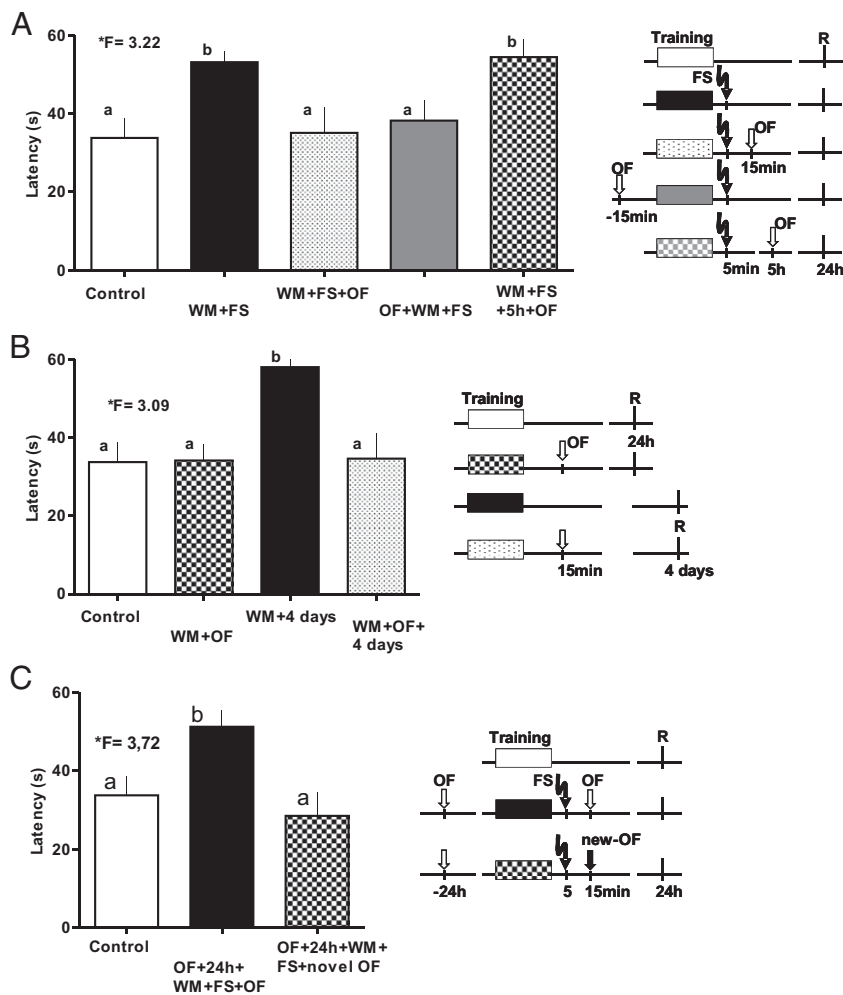 A
60
40
20
0
Latency (s)
*F= 3.22
a
b
a
a
b
Control
WM+FS
WM+FS+OF
OF+WM+FS
WM+FS
+5h+OF
Training
R
FS
OF
15min
OF
-15min
OF
5min
5h
24h
B
60
40
20
0
Latency (s)
*F= 3.09
a
a
b
a
Control
WM+OF
WM+4 days
WM+OF+
4 days
Training
R
24h
OF
R
15min
4 days
C
60
40
20
0
Latency (s)
*F= 3,72
a
b
a
Control
OF+24h+
WM+FS+OF
OF+24h+WM+
FS+novel OF
Training
R
OF
FS
OF
new-OF
-24h
5
15min
24h